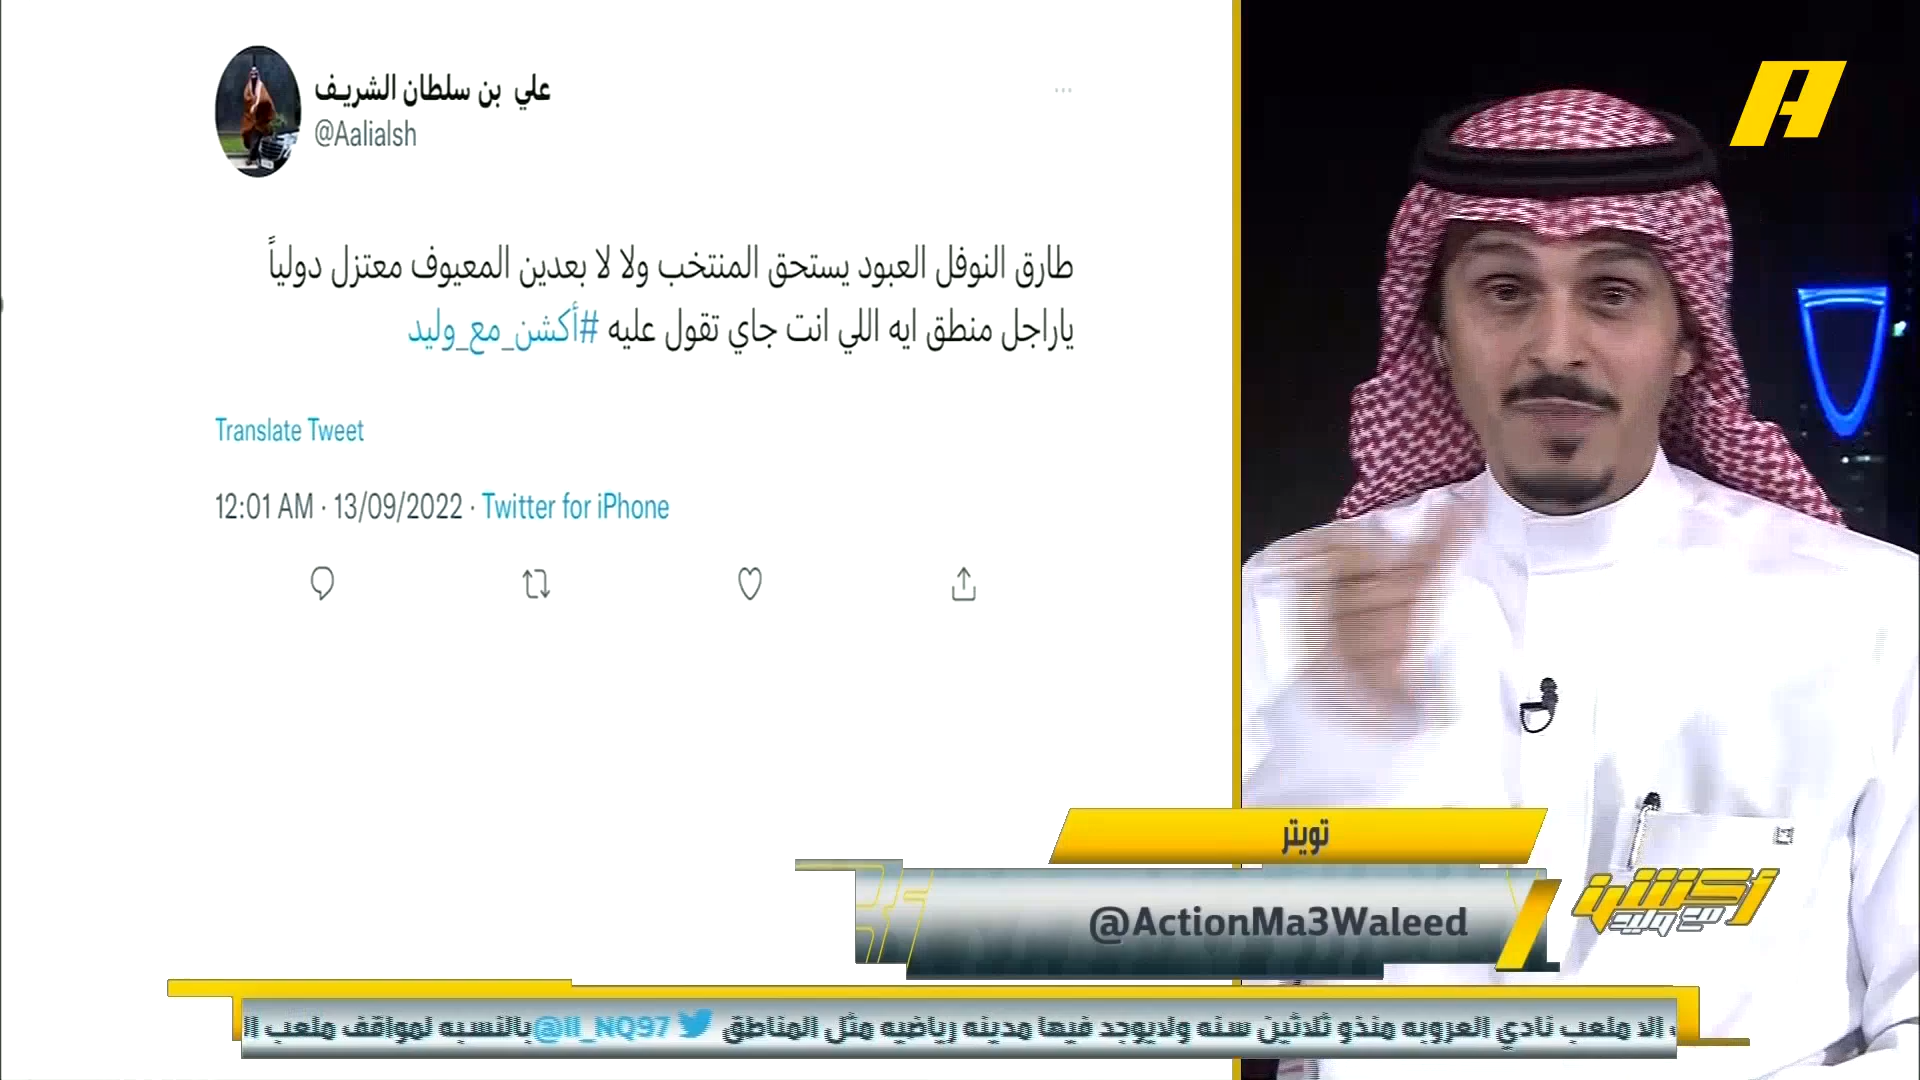 علي بن سلطان الشريف
@Aalialsh
طارق النوفل العبود يستحق المنتخب ولا لا بعدين المعيوف معتزل دولياً
ياراجل منطق ايه اللي انت جاي تقول عليه #أكشن_مع_وليد
Translate Tweet
12:01 AM · 13/09/2022 · Twitter for iPhone
تويتر
@ActionMa3Waleed
أكشن مع وليد
الا ملعب نادي العروبه منذو ثلاثين سنه ولايوجد فيها مدينه رياضيه مثل المناطق @ll_NQ97 بالنسبه لمواقف ملعب ال